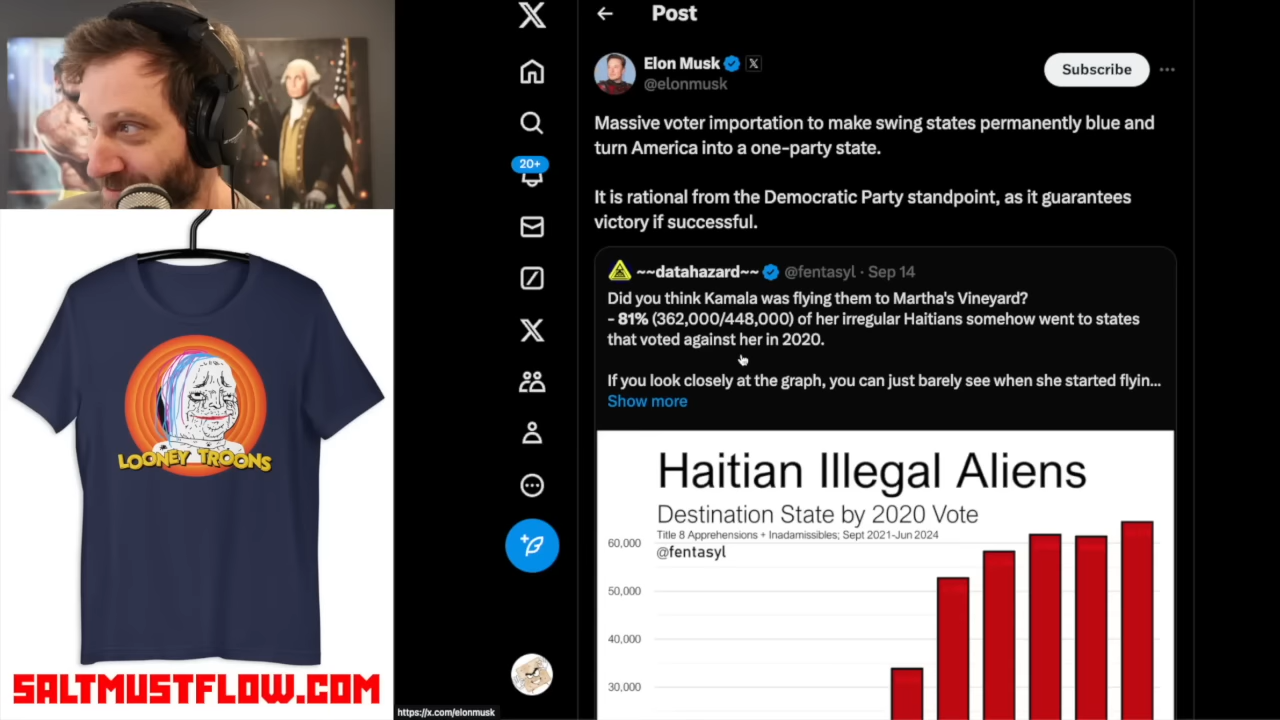 LOONEY TROONS
SALTMUSTFLOW.COM
20+
Post
Elon Musk
@elonmusk
Subscribe
Massive voter importation to make swing states permanently blue and
turn America into a one-party state.
It is rational from the Democratic Party standpoint, as it guarantees
victory if successful.
~~datahazard~~ @fentasyl · Sep 14
Did you think Kamala was flying them to Martha's Vineyard?
- 81% (362,000/448,000) of her irregular Haitians somehow went to states
that voted against her in 2020.
If you look closely at the graph, you can just barely see when she started flyin...
Show more
Haitian Illegal Aliens
Destination State by 2020 Vote
Title 8 Apprehensions + Inadamissibles; Sept 2021-Jun 2024
@fentasyl
60,000
50,000
40,000
30,000
https://x.com/elonmusk